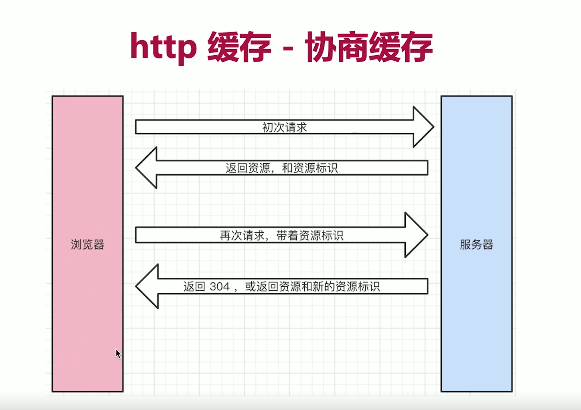 http 缓存 - 协商缓存
初次请求
返回资源，和资源标识
浏览器
再次请求，带着资源标识
服务器
返回 304 ，或返回资源和新的资源标识